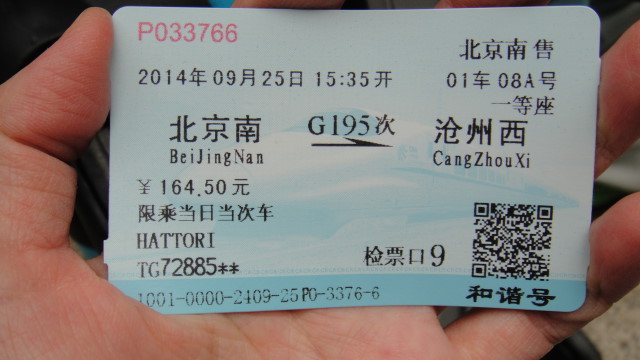 P033766
北京南售
2014年09月25日 15:35开
01车 08A号
一等座
北京南 G195次 沧州西
BeiJingNan CangZhouXi
¥ 164.50元
限乘当日当次车
HATTORI
检票口9
TG72885**
1001-0000-2409-25P0-3376-6
和谐号